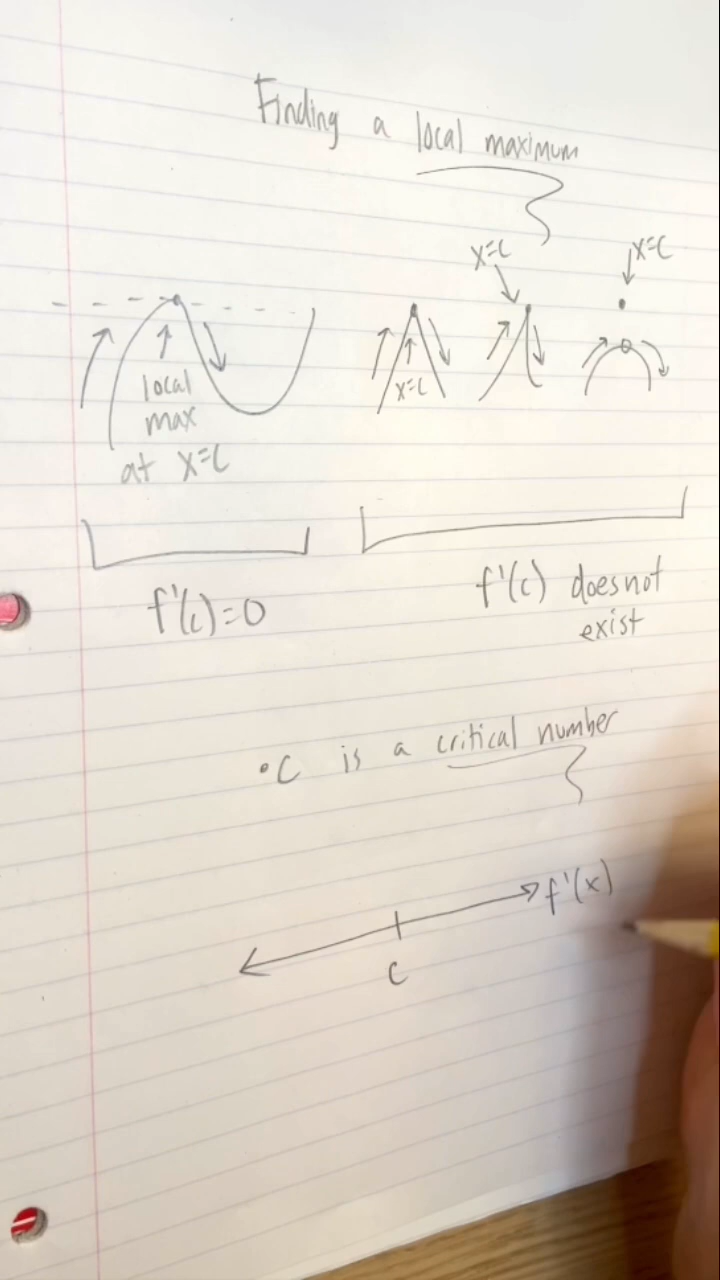 Finding a local maximum
x=c
x=c
x=c
local
max
at x=c
f'(c)=0
f'(c) does not
exist
•C is a critical number
f'(x)
C